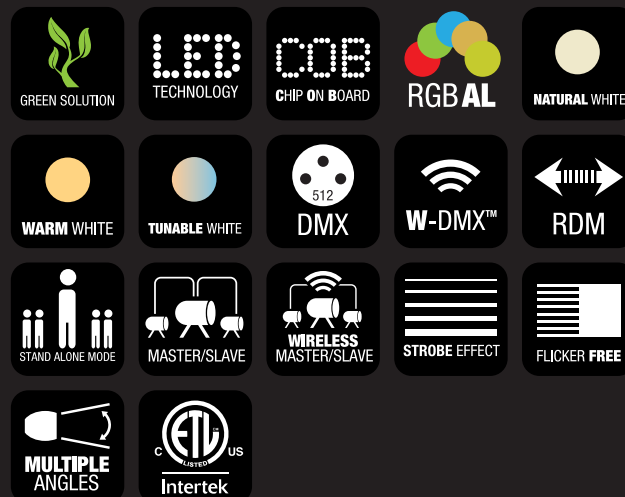 GREEN SOLUTION
LED
TECHNOLOGY
COB
CHIP ON BOARD
RGBAL
NATURAL WHITE
WARM WHITE
TUNABLE WHITE
512
DMX
W-DMX™
RDM
STAND ALONE MODE
MASTER/SLAVE
WIRELESS
MASTER/SLAVE
STROBE EFFECT
FLICKER FREE
MULTIPLE
ANGLES
ETL
LISTED
C US
Intertek